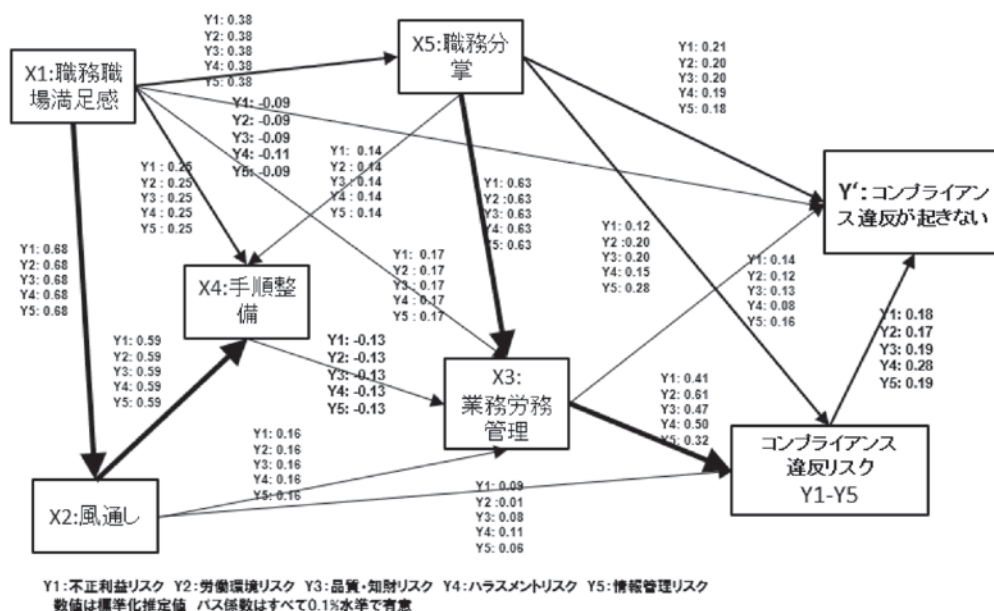 Y1: 0.38
Y2: 0.38
Y3: 0.38
Y4: 0.38
Y5: 0.38
X5:職務分
掌
X1:職務職
場満足感
Y1: 0.21
Y2: 0.20
Y3: 0.20
Y4: 0.19
Y5: 0.18
Y1: -0.09
Y2: -0.09
Y3: -0.09
Y4: -0.11
Y5: -0.09
Y1: 0.14
Y2 : 0.14
Y3 : 0.14
Y4 : 0.14
Y5 : 0.14
Y1 : 0.25
Y2 : 0.25
Y3 : 0.25
Y4 : 0.25
Y5 : 0.25
Y1: 0.63
Y2 :0.63
Y3: 0.63
Y4: 0.63
Y5: 0.63
Y‘:コンプライアン
ス違反が起きない
Y1: 0.68
Y2: 0.68
Y3: 0.68
Y4: 0.68
Y5: 0.68
X4:手順整
備
Y1: 0.17
Y2 : 0.17
Y3 : 0.17
Y4 : 0.17
Y5 : 0.17
Y1: 0.12
Y2 :0.20
Y3: 0.20
Y4: 0.15
Y5: 0.28
Y1: 0.14
Y2: 0.12
Y3: 0.13
Y4: 0.08
Y5: 0.16
Y1: 0.59
Y2: 0.59
Y3: 0.59
Y4: 0.59
Y5: 0.59
Y1: -0.13
Y2: -0.13
Y3: -0.13
Y4: -0.13
Y5: -0.13
X3:
業務労務
管理
Y1: 0.18
Y2: 0.17
Y3: 0.19
Y4: 0.28
Y5: 0.19
Y1: 0.41
Y2: 0.61
Y3: 0.47
Y4: 0.50
Y5: 0.32
Y1: 0.16
Y2: 0.16
Y3: 0.16
Y4: 0.16
Y5: 0.16
コンプライアンス
違反リスク
Y1-Y5
X2:風通し
Y1: 0.09
Y2 :0.01
Y3: 0.08
Y4: 0.11
Y5: 0.06
Y1:不正利益リスク Y2:労働環境リスク Y3:品質・知財リスク Y4:ハラスメントリスク Y5:情報管理リスク
数値は標準化推定値 パス係数はすべて0.1%水準で有意